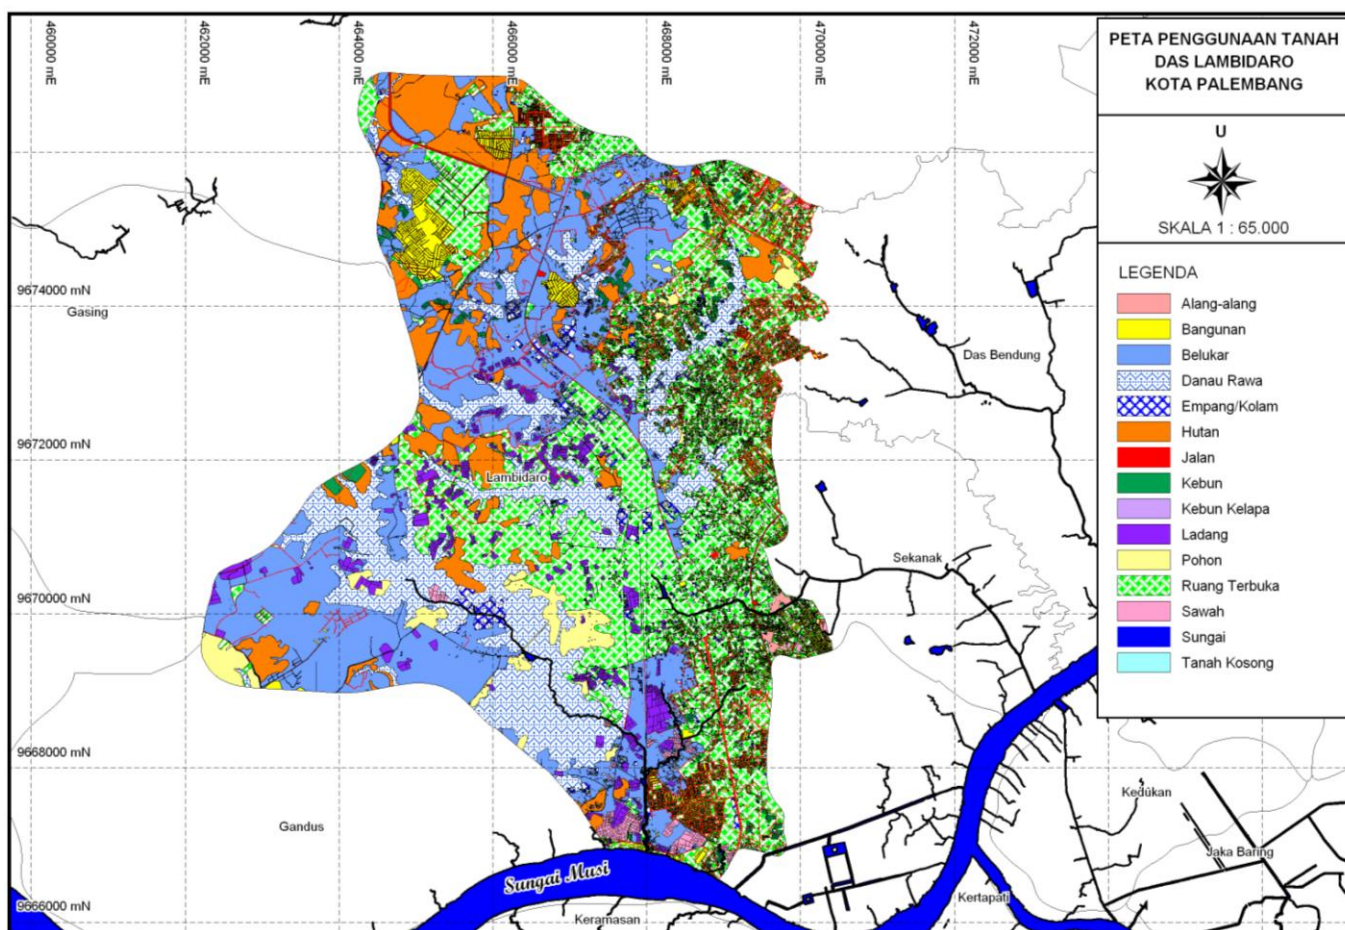 460000 mE
462000 mE
464000 mE
466000 mE
468000 mE
470000 mE
472000 mE
PETA PENGGUNAAN TANAH
DAS LAMBIDARO
KOTA PALEMBANG
U
SKALA 1 : 65.000
LEGENDA
Alang-alang
Bangunan
Belukar
Danau Rawa
Empang/Kolam
Hutan
Jalan
Kebun
Kebun Kelapa
Ladang
Pohon
Ruang Terbuka
Sawah
Sungai
Tanah Kosong
9674000 mN
Gasing
Das Bendung
9672000 mN
Lambidaro
Sekanak
9670000 mN
9668000 mN
Kedukan
Gandus
Jaka Baring
Sungai Musi
Kertapati
9666000 mN
Keramasan